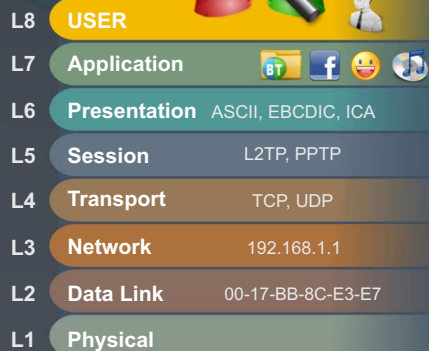 L8 USER
L7 Application BT f
L6 Presentation ASCII, EBCDIC, ICA
L5 Session L2TP, PPTP
L4 Transport TCP, UDP
L3 Network 192.168.1.1
L2 Data Link 00-17-BB-8C-E3-E7
L1 Physical